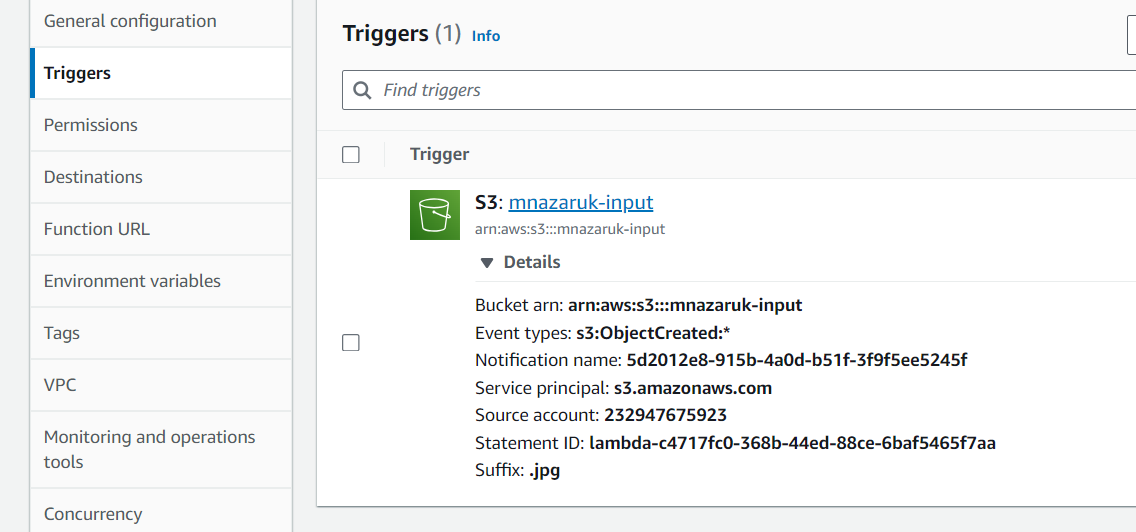 General configuration
Triggers
Permissions
Destinations
Function URL
Environment variables
Tags
VPC
Monitoring and operations
tools
Concurrency
Triggers (1) Info
Find triggers
Trigger
S3: mnazaruk-input
arn:aws:s3:::mnazaruk-input
Details
Bucket arn: arn:aws:s3:::mnazaruk-input
Event types: s3:ObjectCreated:*
Notification name: 5d2012e8-915b-4a0d-b51f-3f9f5ee5245f
Service principal: s3.amazonaws.com
Source account: 232947675923
Statement ID: lambda-c4717fc0-368b-44ed-88ce-6baf5465f7aa
Suffix: .jpg